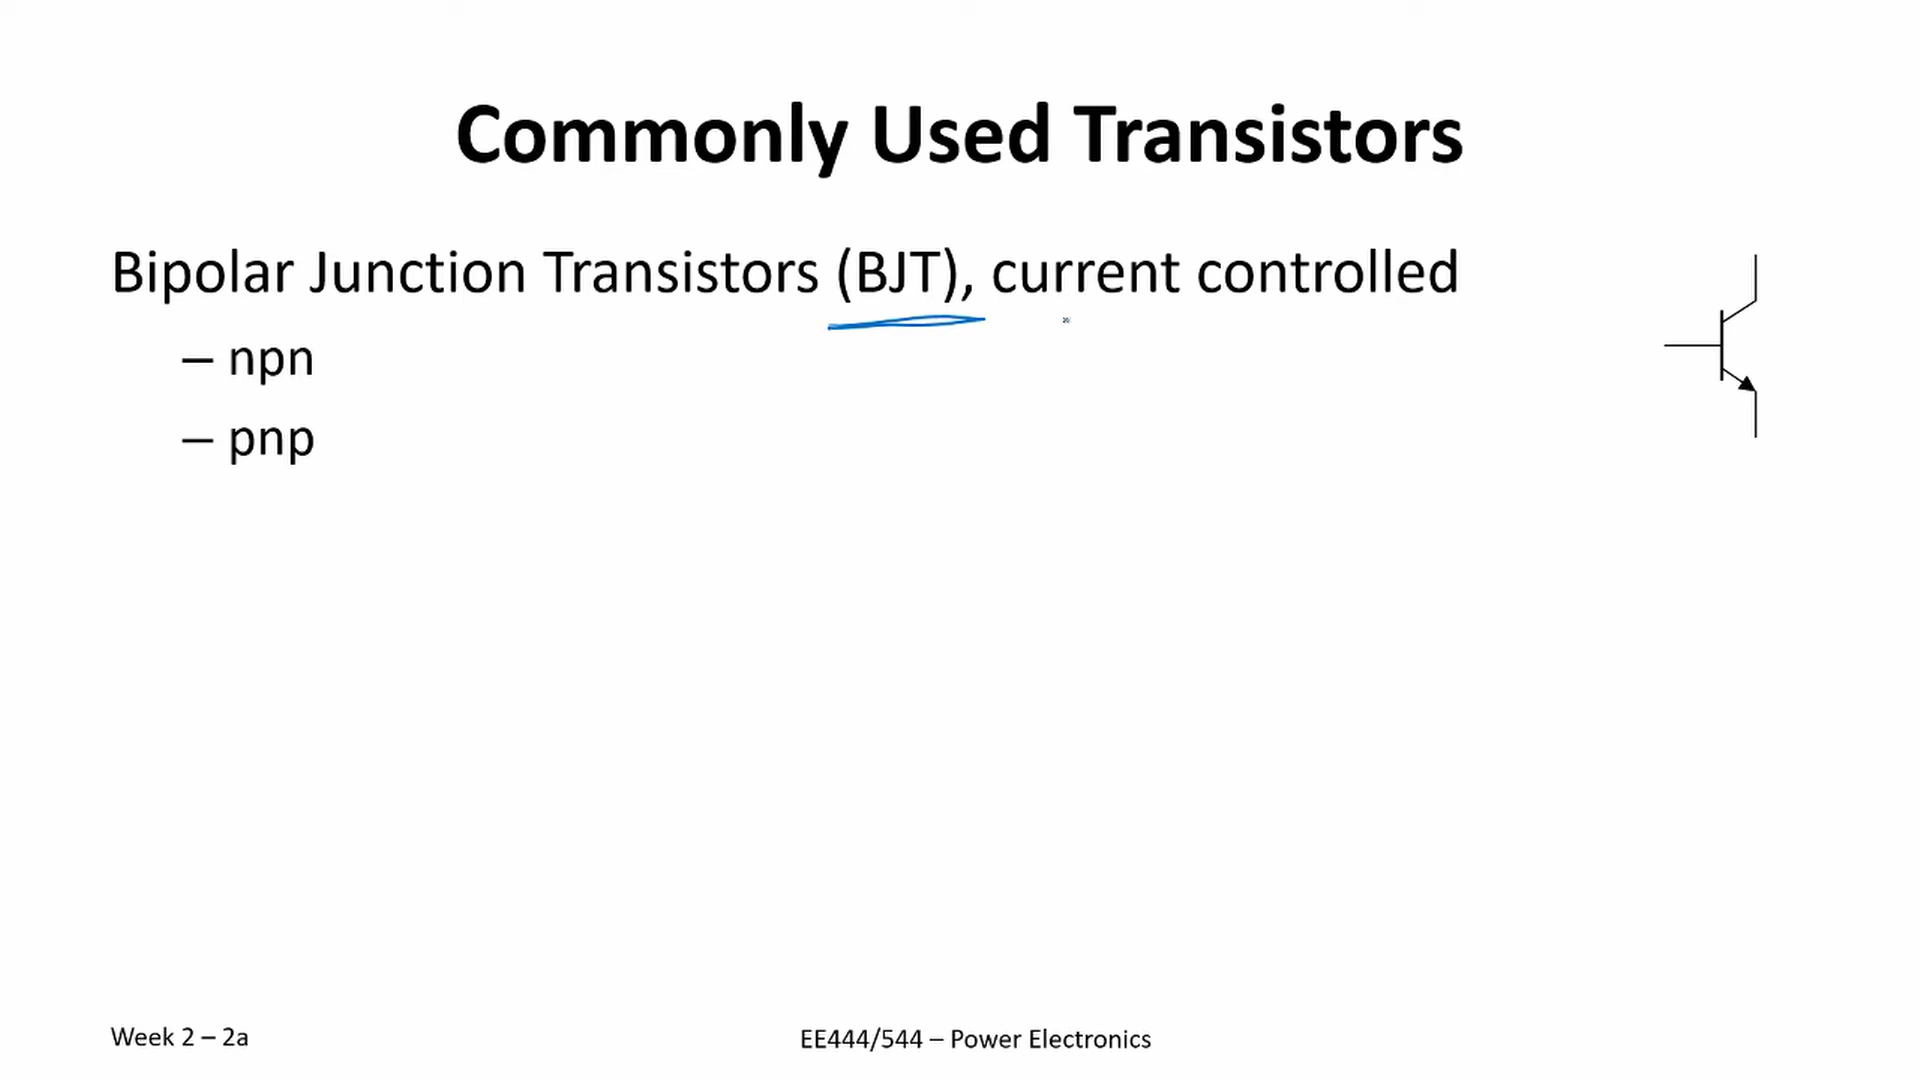 Commonly Used Transistors
Bipolar Junction Transistors (BJT), current controlled
– npn
– pnp
Week 2 – 2a
EE444/544 – Power Electronics